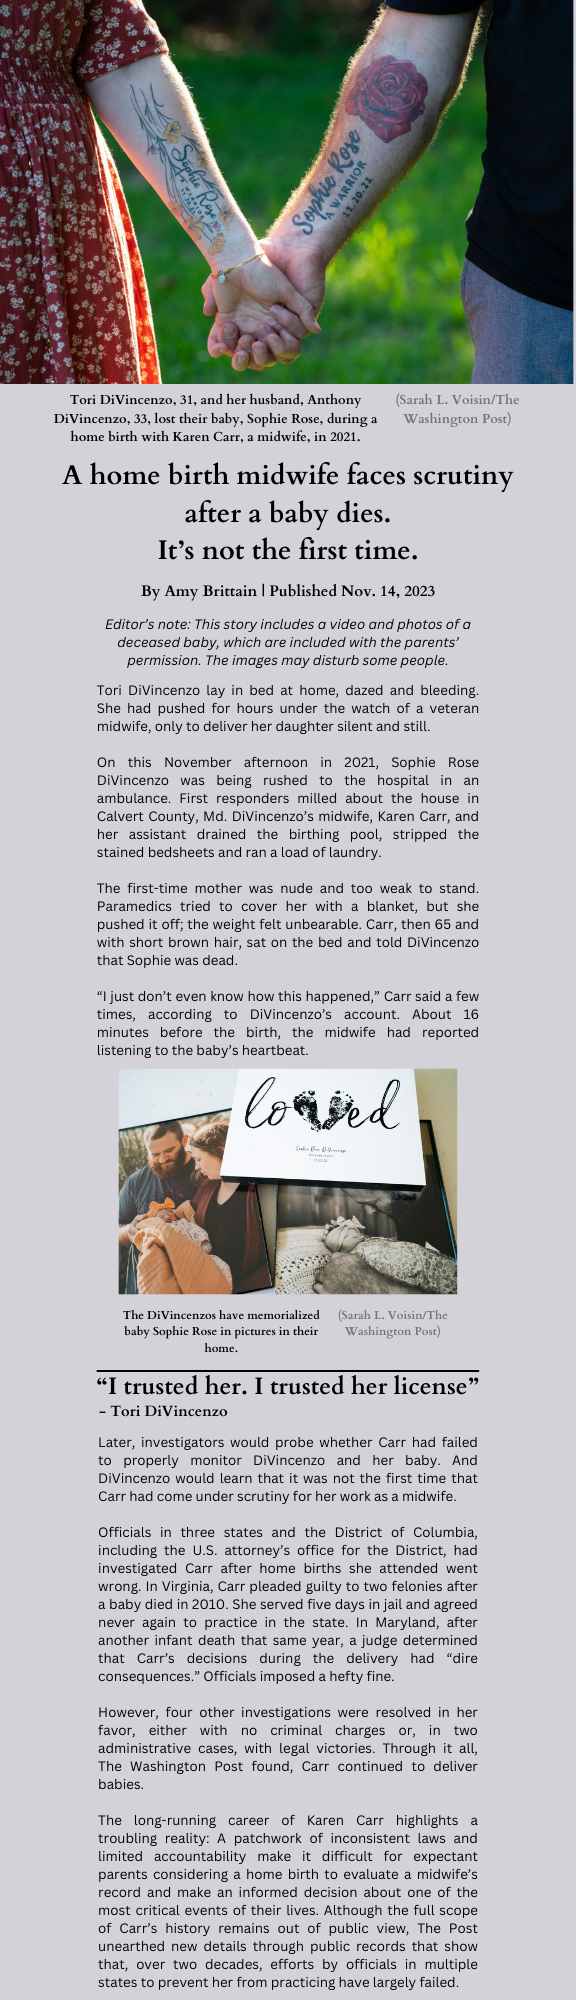 Sophie Rose
A WARRIOR
Sophie Rose
A WARRIOR
11.20.21
Tori DiVincenzo, 31, and her husband, Anthony
DiVincenzo, 33, lost their baby, Sophie Rose, during a
home birth with Karen Carr, a midwife, in 2021.
(Sarah L. Voisin/The
Washington Post)
A home birth midwife faces scrutiny
after a baby dies.
It’s not the first time.
By Amy Brittain | Published Nov. 14, 2023
Editor’s note: This story includes a video and photos of a
deceased baby, which are included with the parents’
permission. The images may disturb some people.
Tori DiVincenzo lay in bed at home, dazed and bleeding.
She had pushed for hours under the watch of a veteran
midwife, only to deliver her daughter silent and still.
On this November afternoon in 2021, Sophie Rose
DiVincenzo was being rushed to the hospital in an
ambulance. First responders milled about the house in
Calvert County, Md. DiVincenzo’s midwife, Karen Carr, and
her assistant drained the birthing pool, stripped the
stained bedsheets and ran a load of laundry.
The first-time mother was nude and too weak to stand.
Paramedics tried to cover her with a blanket, but she
pushed it off; the weight felt unbearable. Carr, then 65 and
with short brown hair, sat on the bed and told DiVincenzo
that Sophie was dead.
“I just don’t even know how this happened,” Carr said a few
times, according to DiVincenzo’s account. About 16
minutes before the birth, the midwife had reported
listening to the baby’s heartbeat.
loved
The DiVincenzos have memorialized
baby Sophie Rose in pictures in their
home.
(Sarah L. Voisin/The
Washington Post)
“I trusted her. I trusted her license”
- Tori DiVincenzo
Later, investigators would probe whether Carr had failed
to properly monitor DiVincenzo and her baby. And
DiVincenzo would learn that it was not the first time that
Carr had come under scrutiny for her work as a midwife.
Officials in three states and the District of Columbia,
including the U.S. attorney’s office for the District, had
investigated Carr after home births she attended went
wrong. In Virginia, Carr pleaded guilty to two felonies after
a baby died in 2010. She served five days in jail and agreed
never again to practice in the state. In Maryland, after
another infant death that same year, a judge determined
that Carr’s decisions during the delivery had “dire
consequences.” Officials imposed a hefty fine.
However, four other investigations were resolved in her
favor, either with no criminal charges or, in two
administrative cases, with legal victories. Through it all,
The Washington Post found, Carr continued to deliver
babies.
The long-running career of Karen Carr highlights a
troubling reality: A patchwork of inconsistent laws and
limited accountability make it difficult for expectant
parents considering a home birth to evaluate a midwife’s
record and make an informed decision about one of the
most critical events of their lives. Although the full scope
of Carr’s history remains out of public view, The Post
unearthed new details through public records that show
that, over two decades, efforts by officials in multiple
states to prevent her from practicing have largely failed.